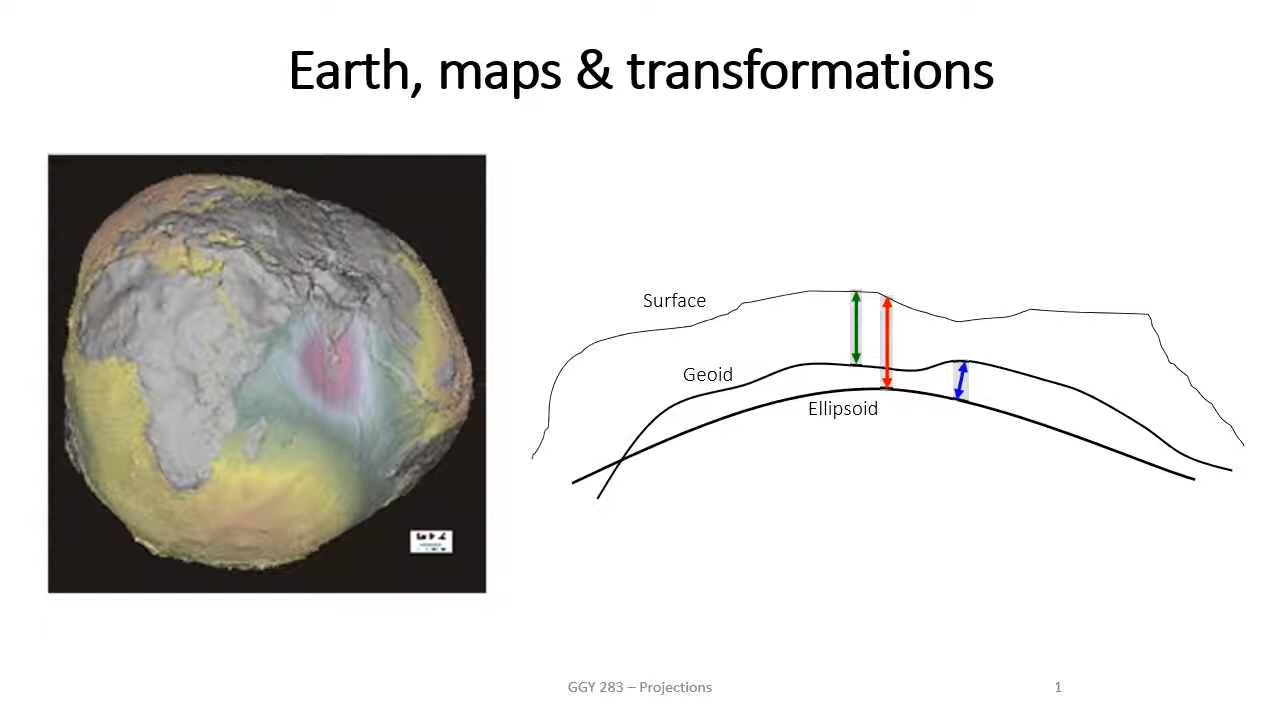 Earth, maps & transformations
Surface
Geoid
Ellipsoid
GGY 283 – Projections
1